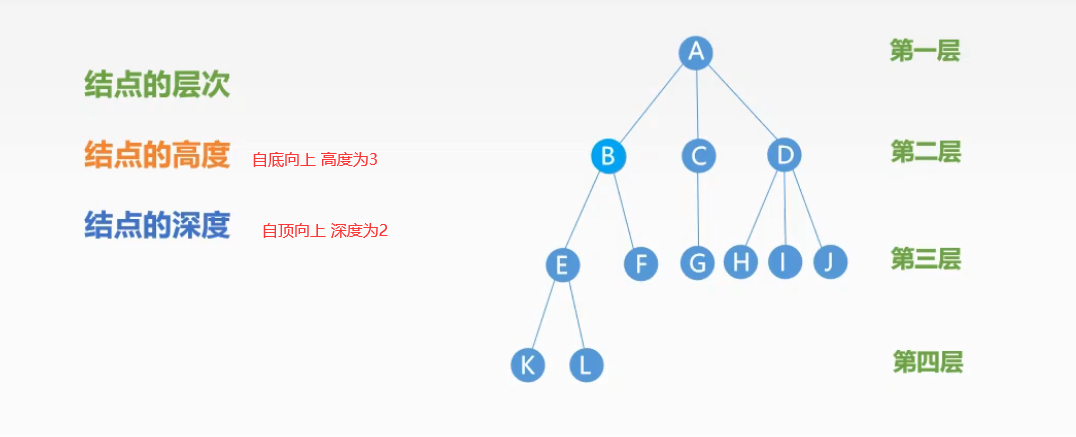 A 第一层
结点的层次
结点的高度 自底向上 高度为3 B C D 第二层
结点的深度 自顶向上 深度为2
E F G H I J 第三层
K L 第四层